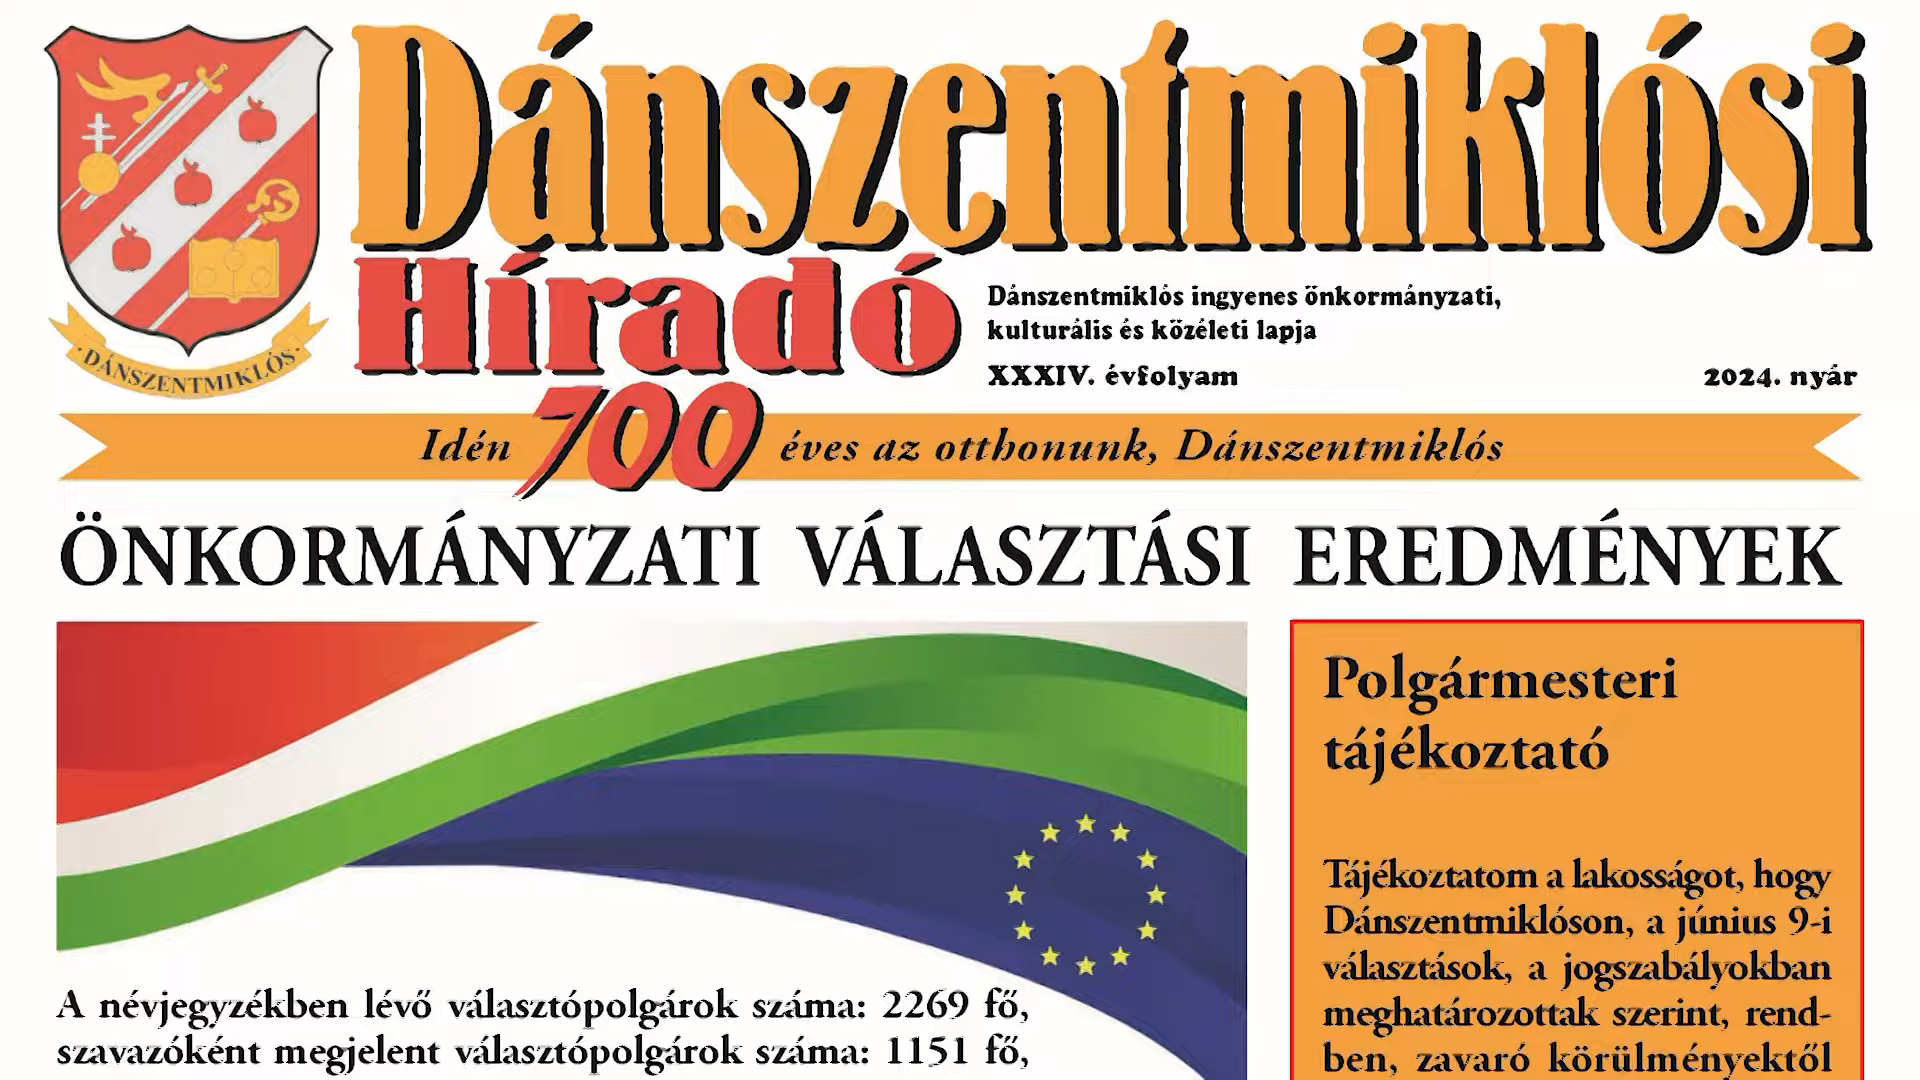 Dánszentmiklósi
Híradó
Dánszentmiklós ingyenes önkormányzati,
kulturális és közéleti lapja
XXXIV. évfolyam
2024. nyár
·DÁNSZENTMIKLÓS·
Idén 700 éves az otthonunk, Dánszentmiklós
ÖNKORMÁNYZATI VÁLASZTÁSI EREDMÉNYEK
A névjegyzékben lévő választópolgárok száma: 2269 fő,
szavazóként megjelent választópolgárok száma: 1151 fő,
Polgármesteri
tájékoztató
Tájékoztatom a lakosságot, hogy
Dánszentmiklóson, a június 9-i
választások, a jogszabályokban
meghatározottak szerint, rend-
ben, zavaró körülményektől